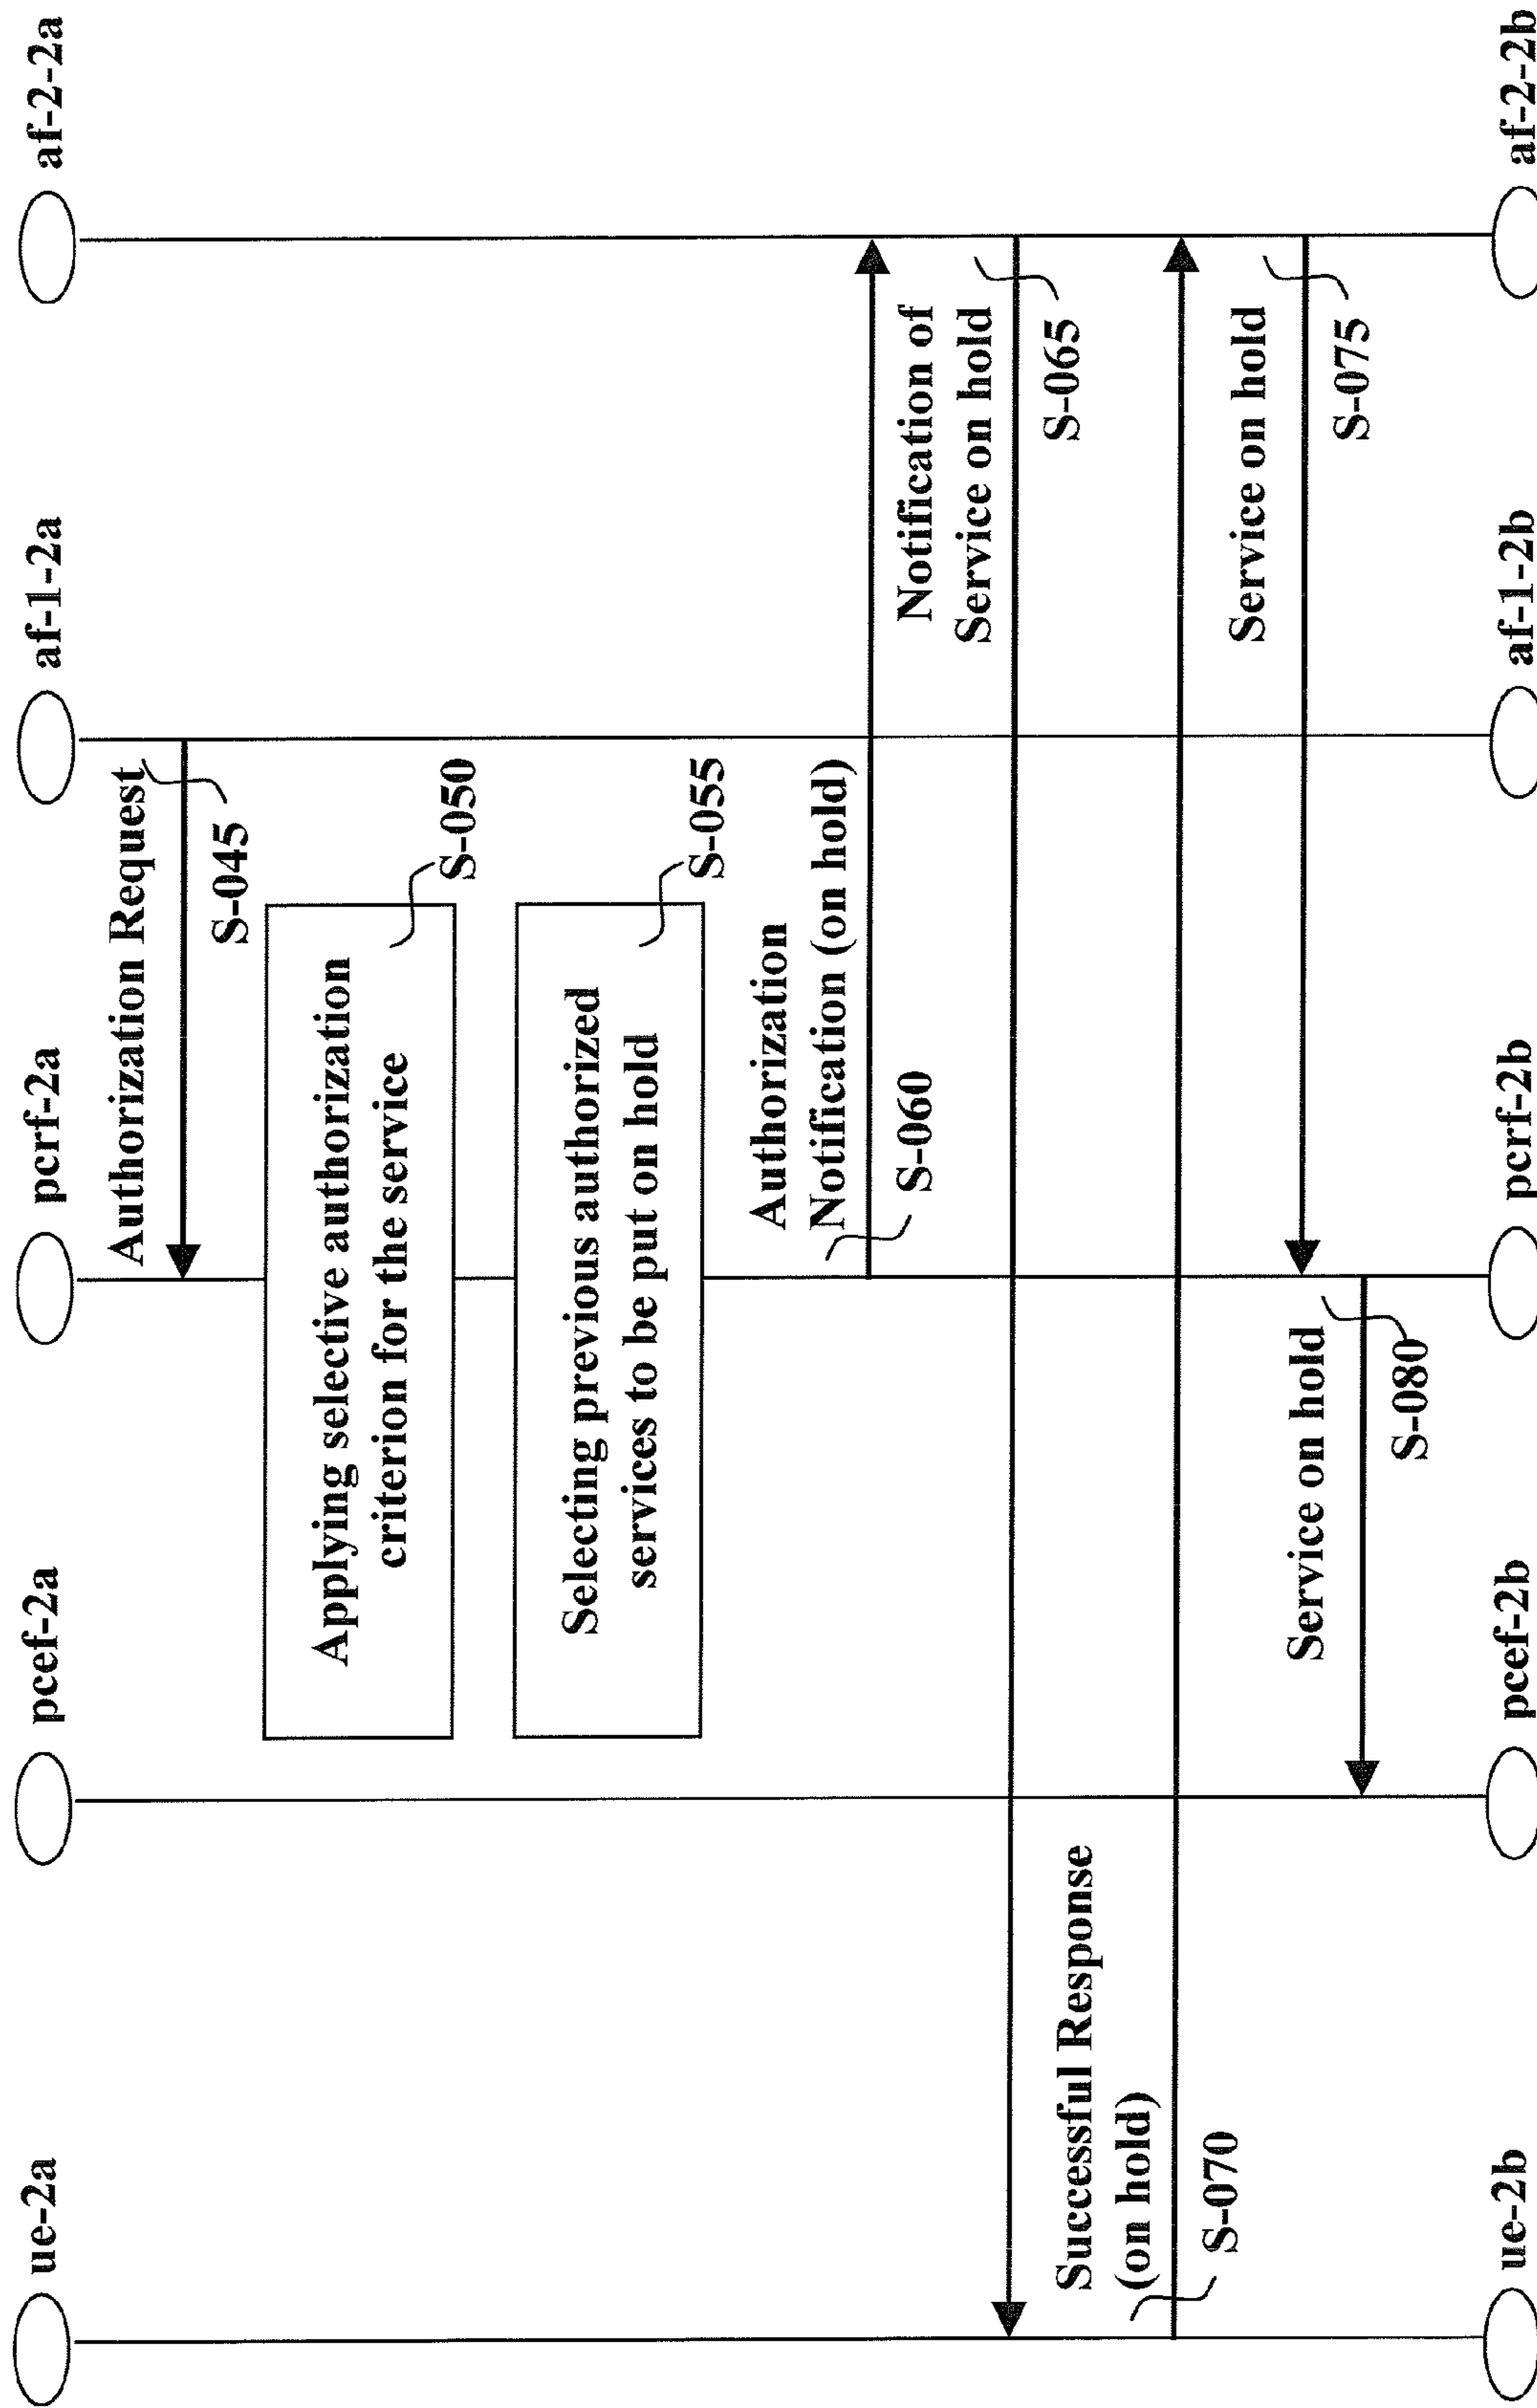 ue-2a
pcef-2a
pcrf-2a
af-1-2a
af-2-2a
Authorization Request
S-045
Applying selective authorization
criterion for the service
S-050
Selecting previous authorized
services to be put on hold
S-055
Authorization
Notification (on hold)
S-060
Notification of
Service on hold
S-065
Successful Response
(on hold)
S-070
Service on hold
S-075
Service on hold
S-080
ue-2b
pcef-2b
pcrf-2b
af-1-2b
af-2-2b